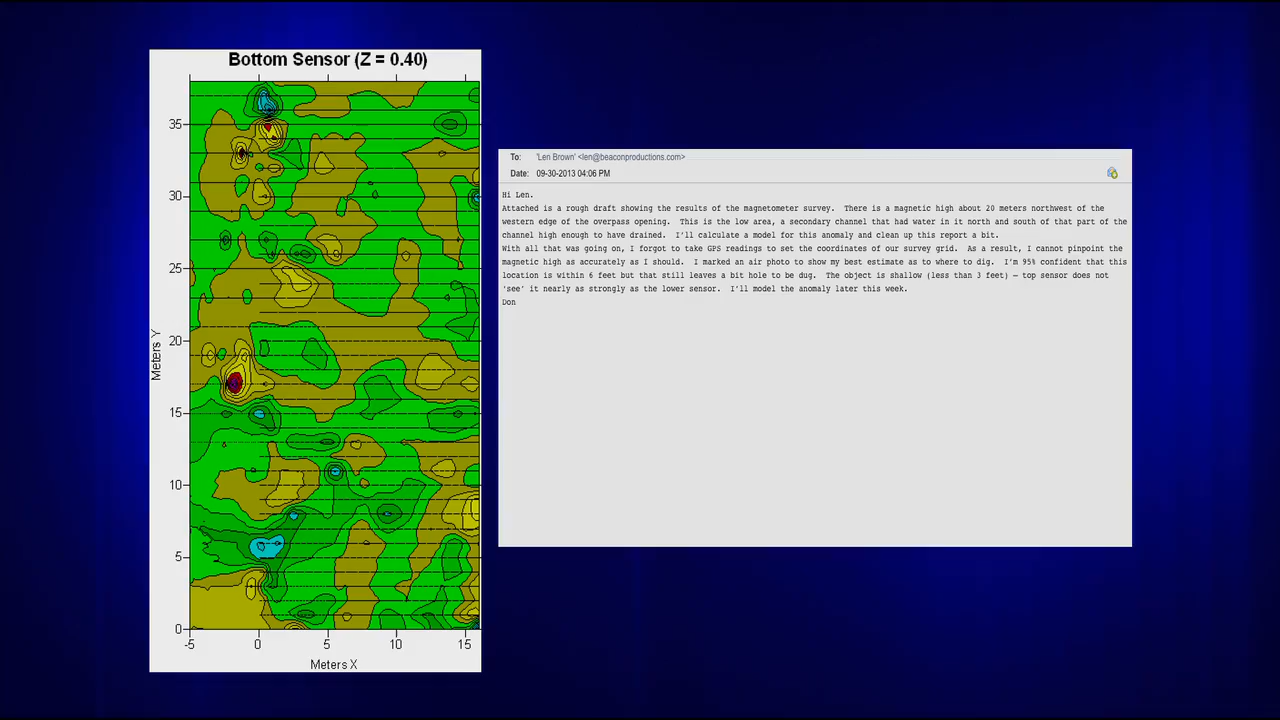 Bottom Sensor (Z = 0.40)
35
30
25
20
15
10
5
0
Meters Y
-5 0 5 10 15
Meters X
To: 'Len Brown' <len@beaconproductions.com>
Date: 09-30-2013 04:06 PM
Hi Len.
Attached is a rough draft showing the results of the magnetometer survey. There is a magnetic high about 20 meters northwest of the
western edge of the overpass opening. This is the low area, a secondary channel that had water in it north and south of that part of the
channel high enough to have drained. I'll calculate a model for this anomaly and clean up this report a bit.
With all that was going on, I forgot to take GPS readings to set the coordinates of our survey grid. As a result, I cannot pinpoint the
magnetic high as accurately as I should. I marked an air photo to show my best estimate as to where to dig. I'm 95% confident that this
location is within 6 feet but that still leaves a bit hole to be dug. The object is shallow (less than 3 feet) – top sensor does not
'see' it nearly as strongly as the lower sensor. I'll model the anomaly later this week.
Don